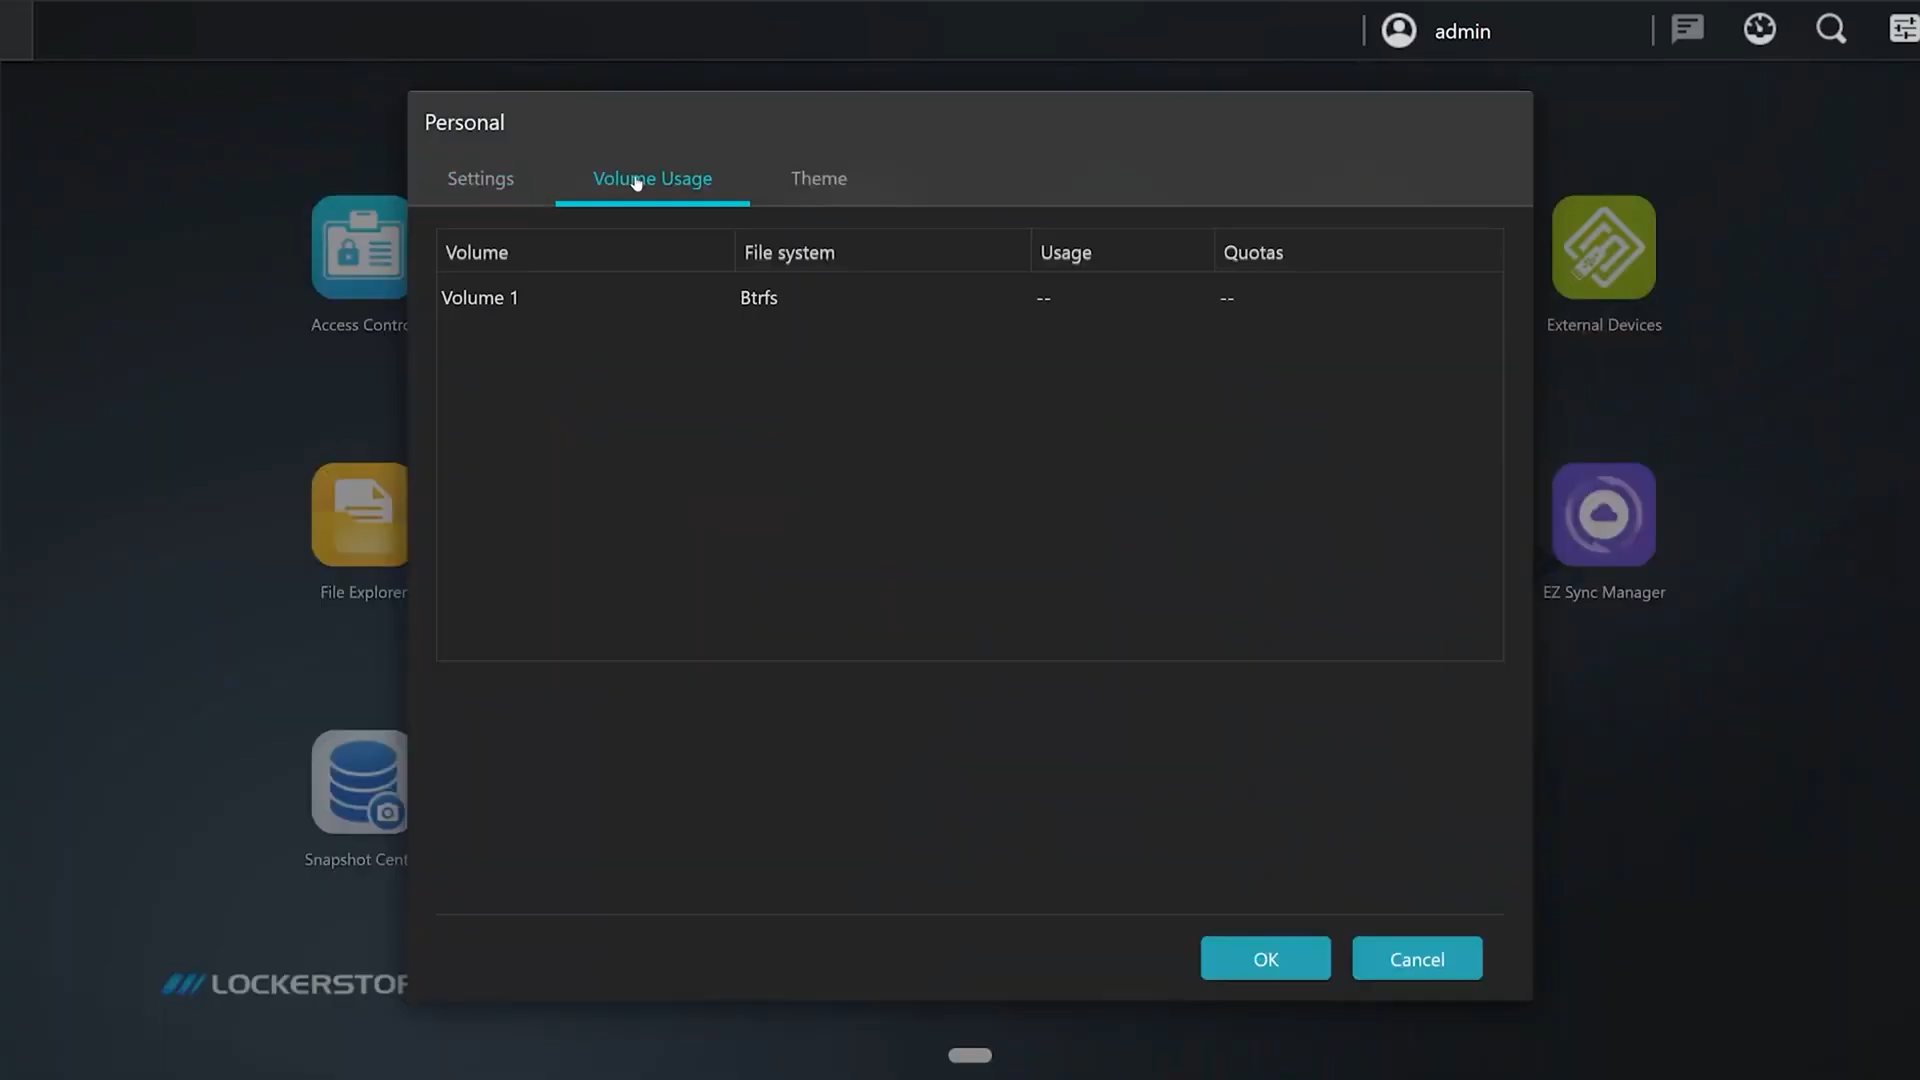 admin
Personal
Settings
Volume Usage
Theme
Volume
File system
Usage
Quotas
Volume 1
Btrfs
--
--
Access Contro
External Devices
File Explorer
EZ Sync Manager
Snapshot Cent
LOCKERSTOR
OK
Cancel